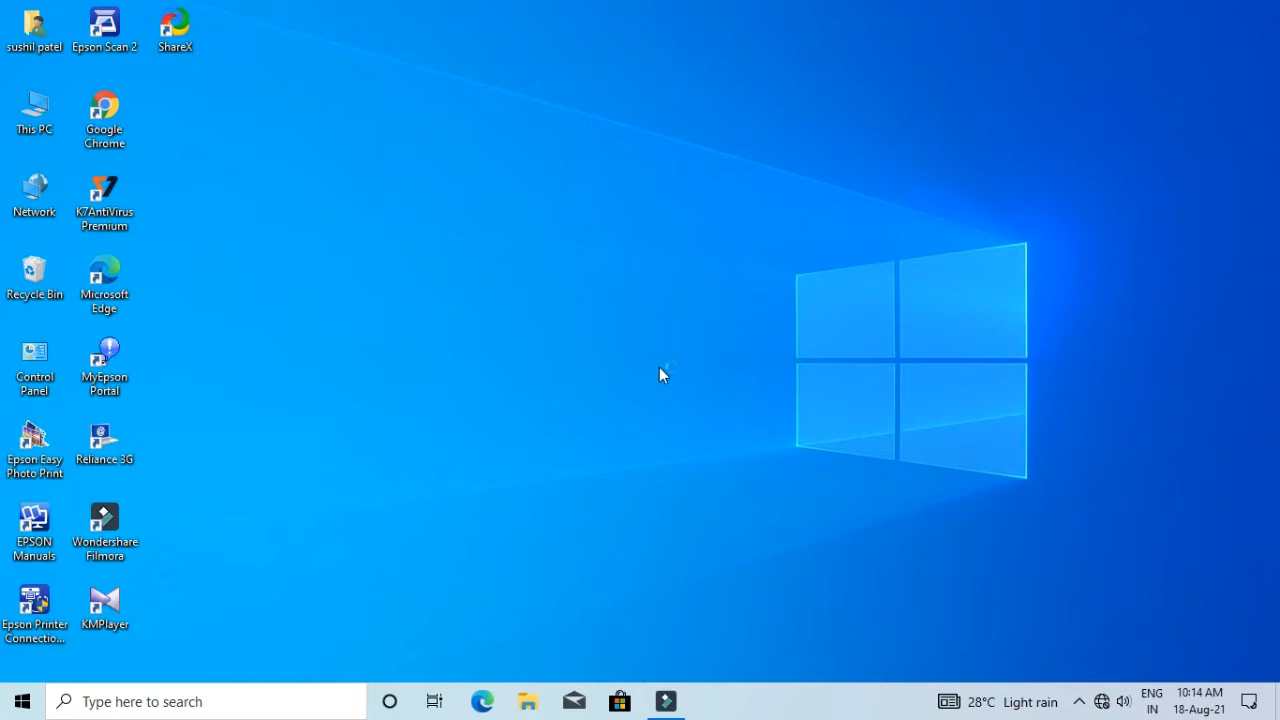 sushil patel
Epson Scan 2
ShareX
This PC
Google
Chrome
Network
K7AntiVirus
Premium
Recycle Bin
Microsoft
Edge
Control
Panel
MyEpson
Portal
Epson Easy
Photo Print
Reliance 3G
EPSON
Manuals
Wondershare
Filmora
Epson Printer
Connectio...
KMPlayer
Type here to search
28°C Light rain
ENG
IN
10:14 AM
18-Aug-21